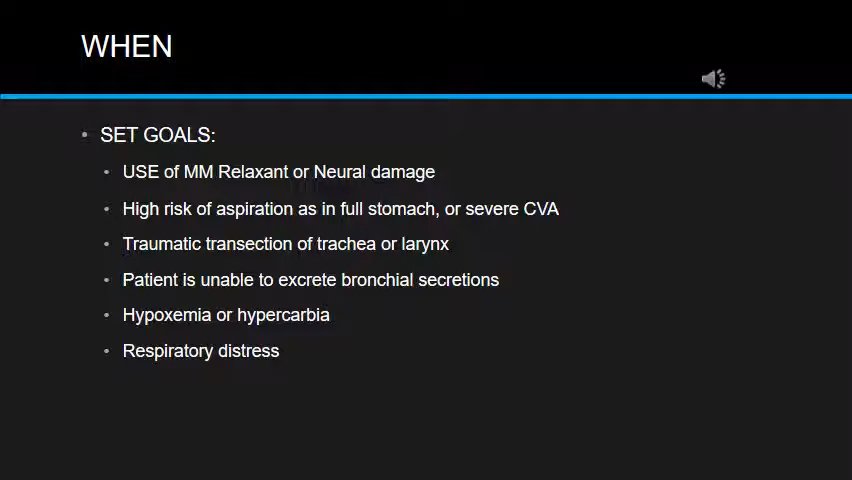 WHEN
SET GOALS:
USE of MM Relaxant or Neural damage
High risk of aspiration as in full stomach, or severe CVA
Traumatic transection of trachea or larynx
Patient is unable to excrete bronchial secretions
Hypoxemia or hypercarbia
Respiratory distress